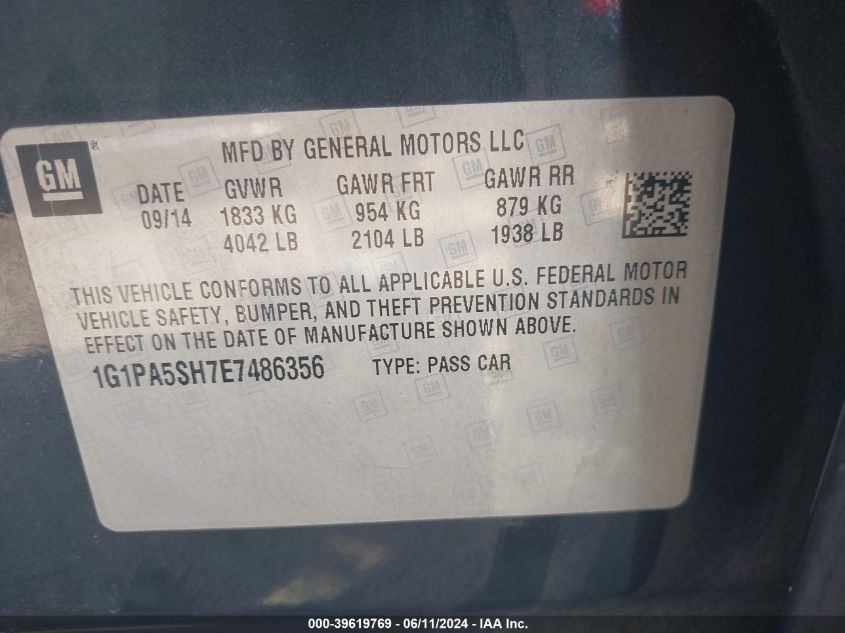 GM ®
MFD BY GENERAL MOTORS LLC
DATE GVWR GAWR FRT GAWR RR
09/14 1833 KG 954 KG 879 KG
4042 LB 2104 LB 1938 LB
THIS VEHICLE CONFORMS TO ALL APPLICABLE U.S. FEDERAL MOTOR
VEHICLE SAFETY, BUMPER, AND THEFT PREVENTION STANDARDS IN
EFFECT ON THE DATE OF MANUFACTURE SHOWN ABOVE.
1G1PA5SH7E7486356 TYPE: PASS CAR
000-39619769 - 06/11/2024 - IAA Inc.